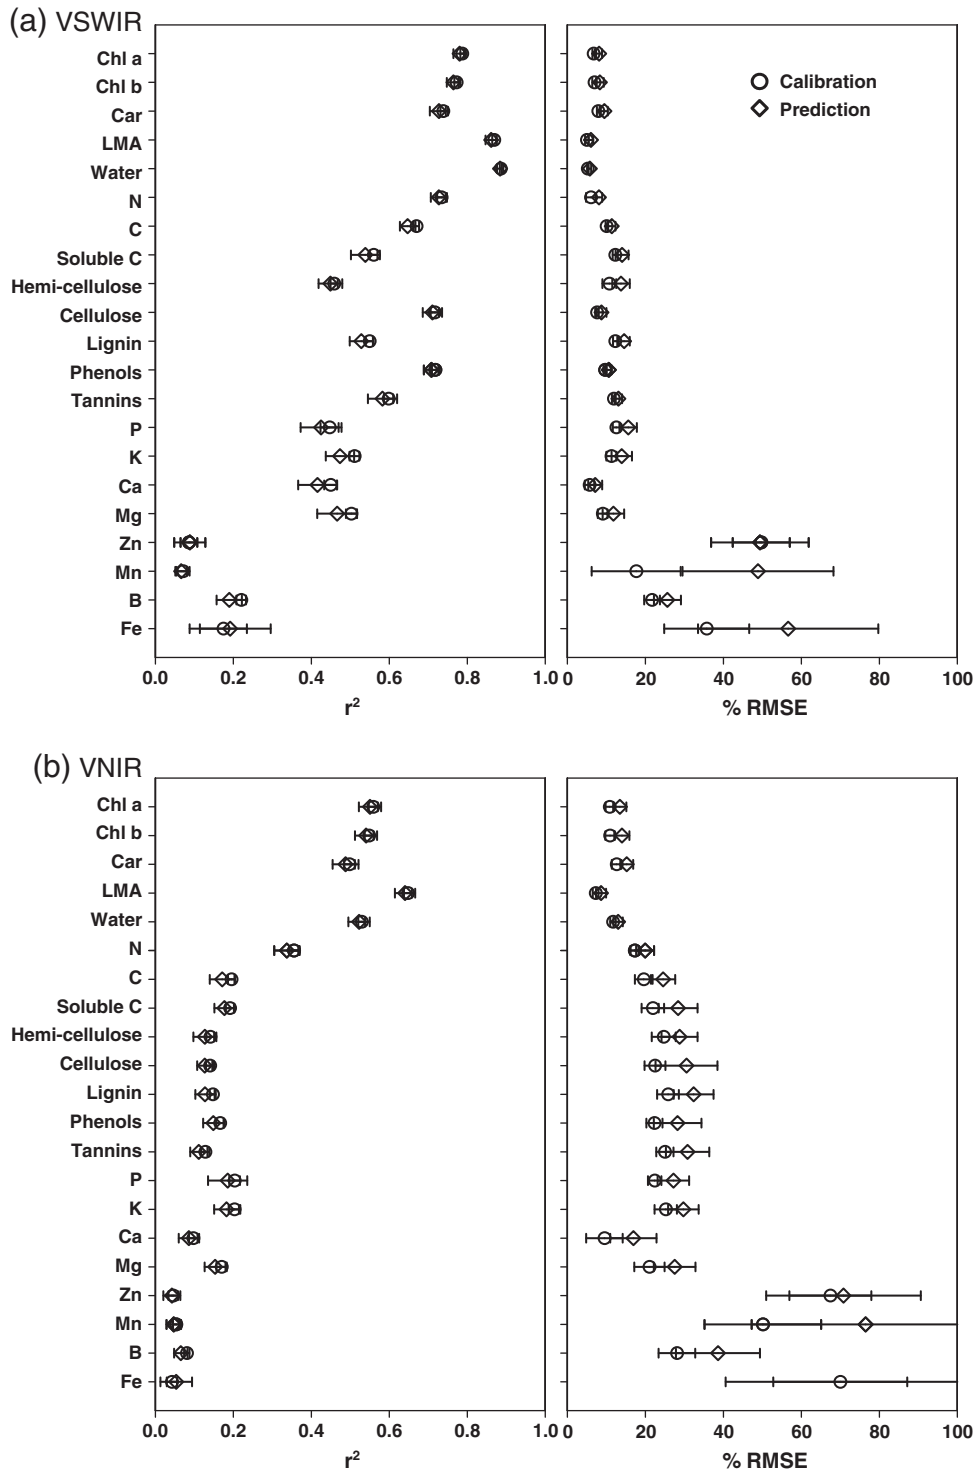 (a) VSWIR
Chl a
Chl b
Car
LMA
Water
N
C
Soluble C
Hemi-cellulose
Cellulose
Lignin
Phenols
Tannins
P
K
Ca
Mg
Zn
Mn
B
Fe
Calibration
Prediction
0.0 0.2 0.4 0.6 0.8 1.0 0 20 40 60 80 100
r² % RMSE
(b) VNIR
Chl a
Chl b
Car
LMA
Water
N
C
Soluble C
Hemi-cellulose
Cellulose
Lignin
Phenols
Tannins
P
K
Ca
Mg
Zn
Mn
B
Fe
0.0 0.2 0.4 0.6 0.8 1.0 0 20 40 60 80 100
r² % RMSE